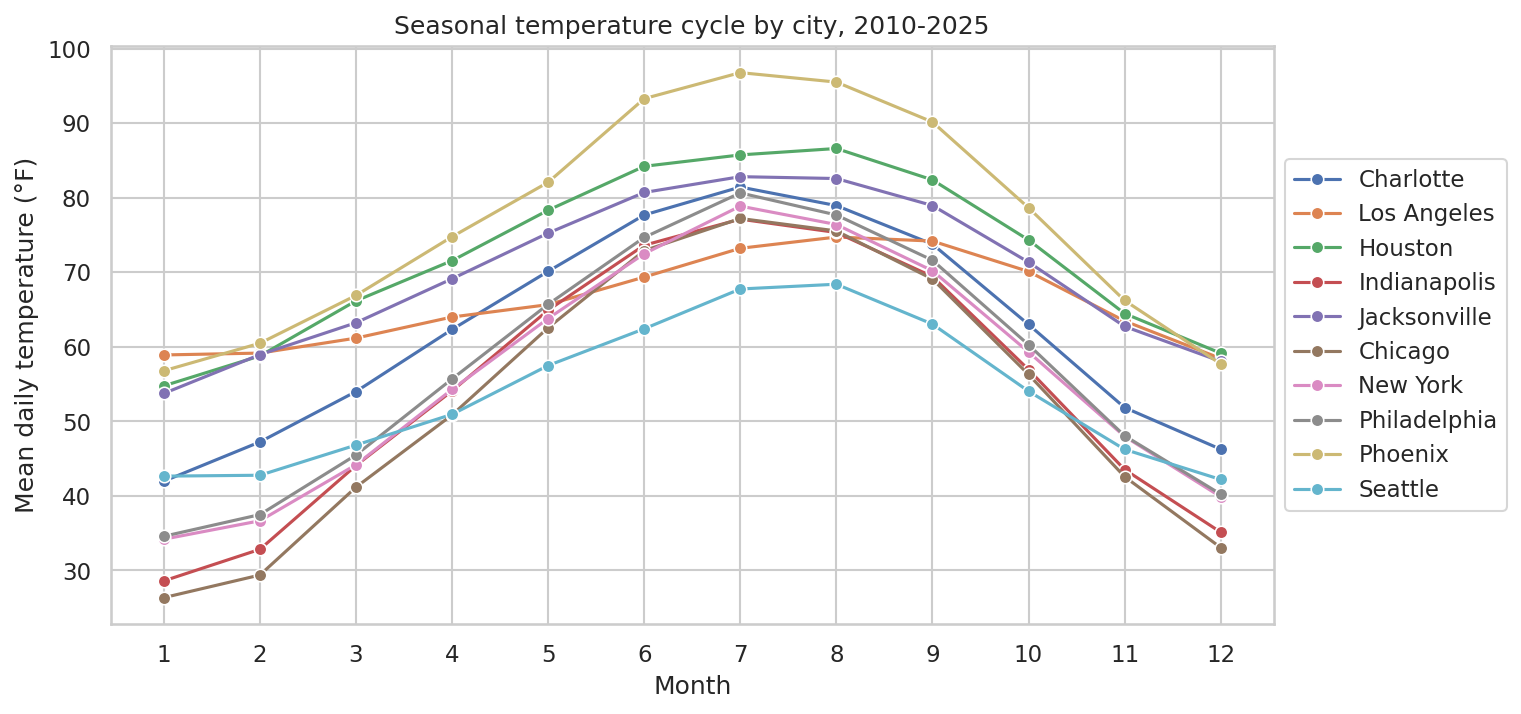 Seasonal temperature cycle by city, 2010-2025
Mean daily temperature (°F)
100
90
80
70
60
50
40
30
1 2 3 4 5 6 7 8 9 10 11 12
Month
Charlotte
Los Angeles
Houston
Indianapolis
Jacksonville
Chicago
New York
Philadelphia
Phoenix
Seattle